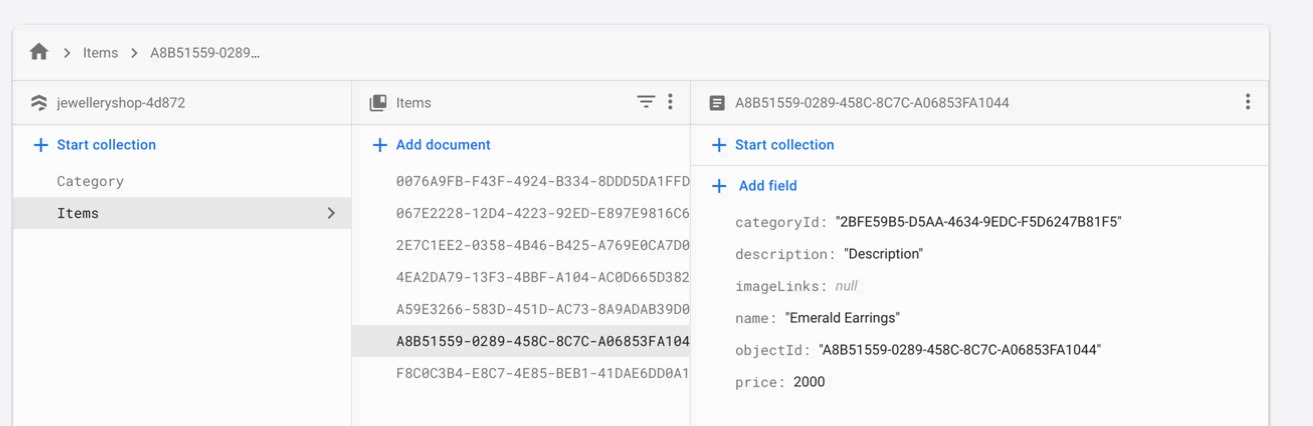 Items
A8B51559-0289...
jewelleryshop-4d872
Start collection
Category
Items
Items
Add document
0076A9FB-F43F-4924-B334-8DDD5DA1FFD
067E2228-12D4-4223-92ED-E897E9816C6
2E7C1EE2-0358-4B46-B425-A769E0CA7D0
4EA2DA79-13F3-4BBF-A104-AC0D665D382
A59E3266-583D-451D-AC73-8A9ADAB39D0
A8B51559-0289-458C-8C7C-A06853FA104
F8C0C3B4-E8C7-4E85-BEB1-41DAE6DD0A1
A8B51559-0289-458C-8C7C-A06853FA1044
Start collection
Add field
categoryId: "2BFE59B5-D5AA-4634-9EDC-F5D6247B81F5"
description: "Description"
imageLinks: null
name: "Emerald Earrings"
objectId: "A8B51559-0289-458C-8C7C-A06853FA1044"
price: 2000